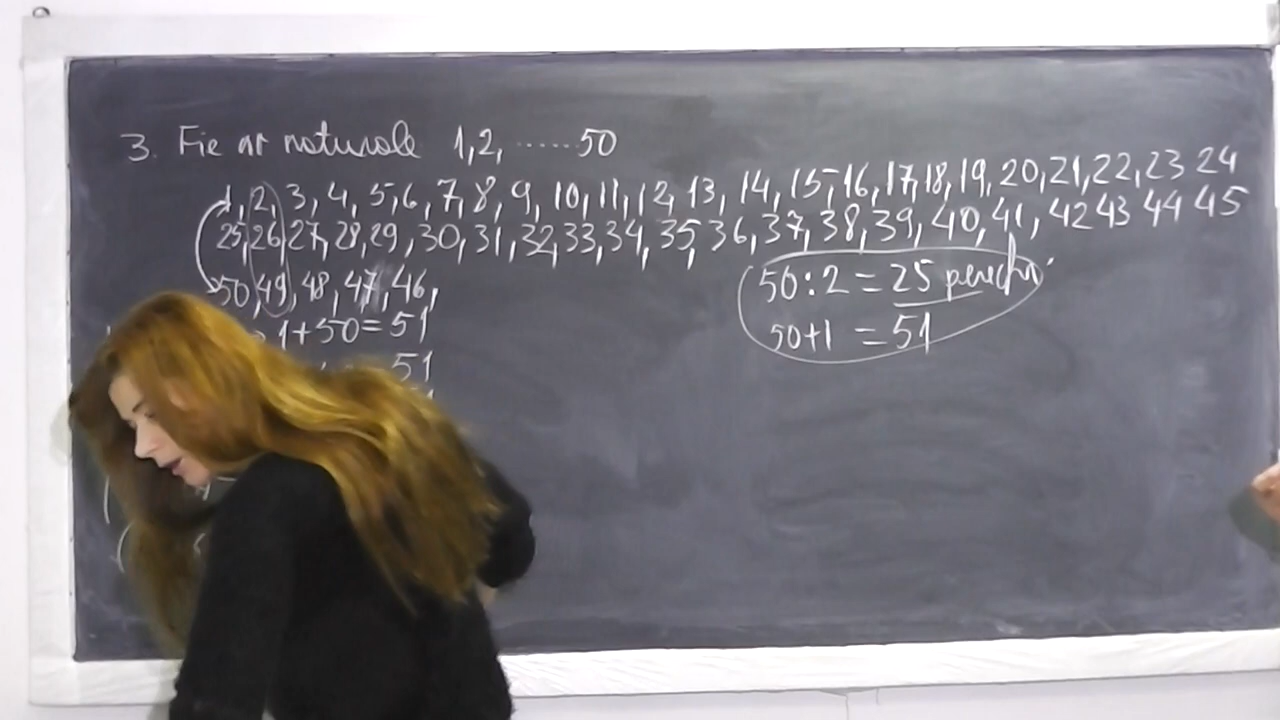 3. Fie nr naturale 1,2, ......50
1, 2, 3, 4, 5, 6, 7, 8, 9, 10, 11, 12, 13, 14, 15, 16, 17, 18, 19, 20, 21, 22, 23 24
25, 26, 27, 28, 29, 30, 31, 32, 33, 34, 35, 36, 37, 38, 39, 40, 41, 42 43 44 45
50, 49, 48, 47, 46,
50:2 = 25 perechi
1+50=51
50+1 = 51
51